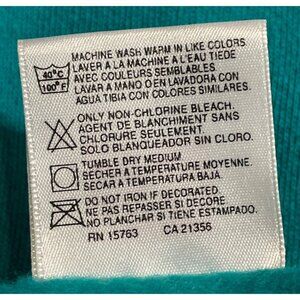 MACHINE WASH WARM IN LIKE COLORS
LAVER A LA MACHINE A L'EAU TIEDE
AVEC COULEURS SEMBLABLES
LAVAR A MANO O EN LAVADORA CON
AGUA TIBIA CON COLORES SIMILARES.
40°C
100°F
ONLY NON-CHLORINE BLEACH.
AGENT DE BLANCHIMENT SANS
CHLORURE SEULEMENT
SOLO BLANQUEADOR SIN CLORO.
TUMBLE DRY MEDIUM
SECHER A TEMPERATURE MOYENNE.
SECAR A TEMPERATURA BAJA.
DO NOT IRON IF DECORATED.
NE PAS REPASSER SI DECORE
NO PLANCHAR SI TIENE ESTAMPADO.
RN 15763 CA 21356